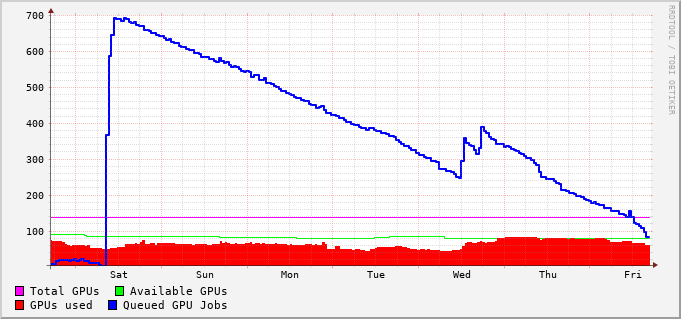 700
600
500
400
300
200
100
Sat Sun Mon Tue Wed Thu Fri
Total GPUs Available GPUs
GPUs used Queued GPU Jobs
RRDTOOL / TOBI OETIKER